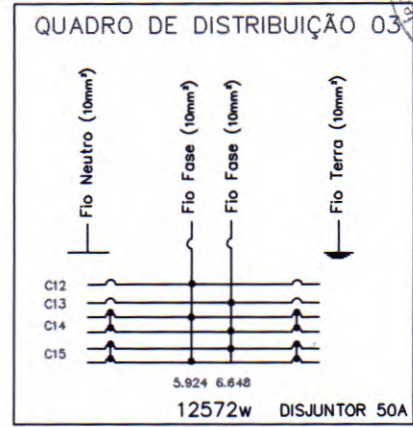 QUADRO DE DISTRIBUIÇÃO 03
Fio Neutro (10mm²)
Fio Fase (10mm²)
Fio Fase (10mm²)
Fio Terra (10mm²)
C12
C13
C14
C15
5.924 6.648
12572w DISJUNTOR 50A